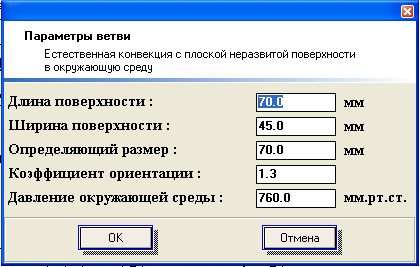 Параметры ветви
Естественная конвекция с плоской неразвитой поверхности
в окружающую среду
Длина поверхности : 70.0 мм
Ширина поверхности : 45.0 мм
Определяющий размер : 70.0 мм
Коэффициент ориентации : 1.3
Давление окружающей среды : 760.0 мм.рт.ст.
OK Отмена